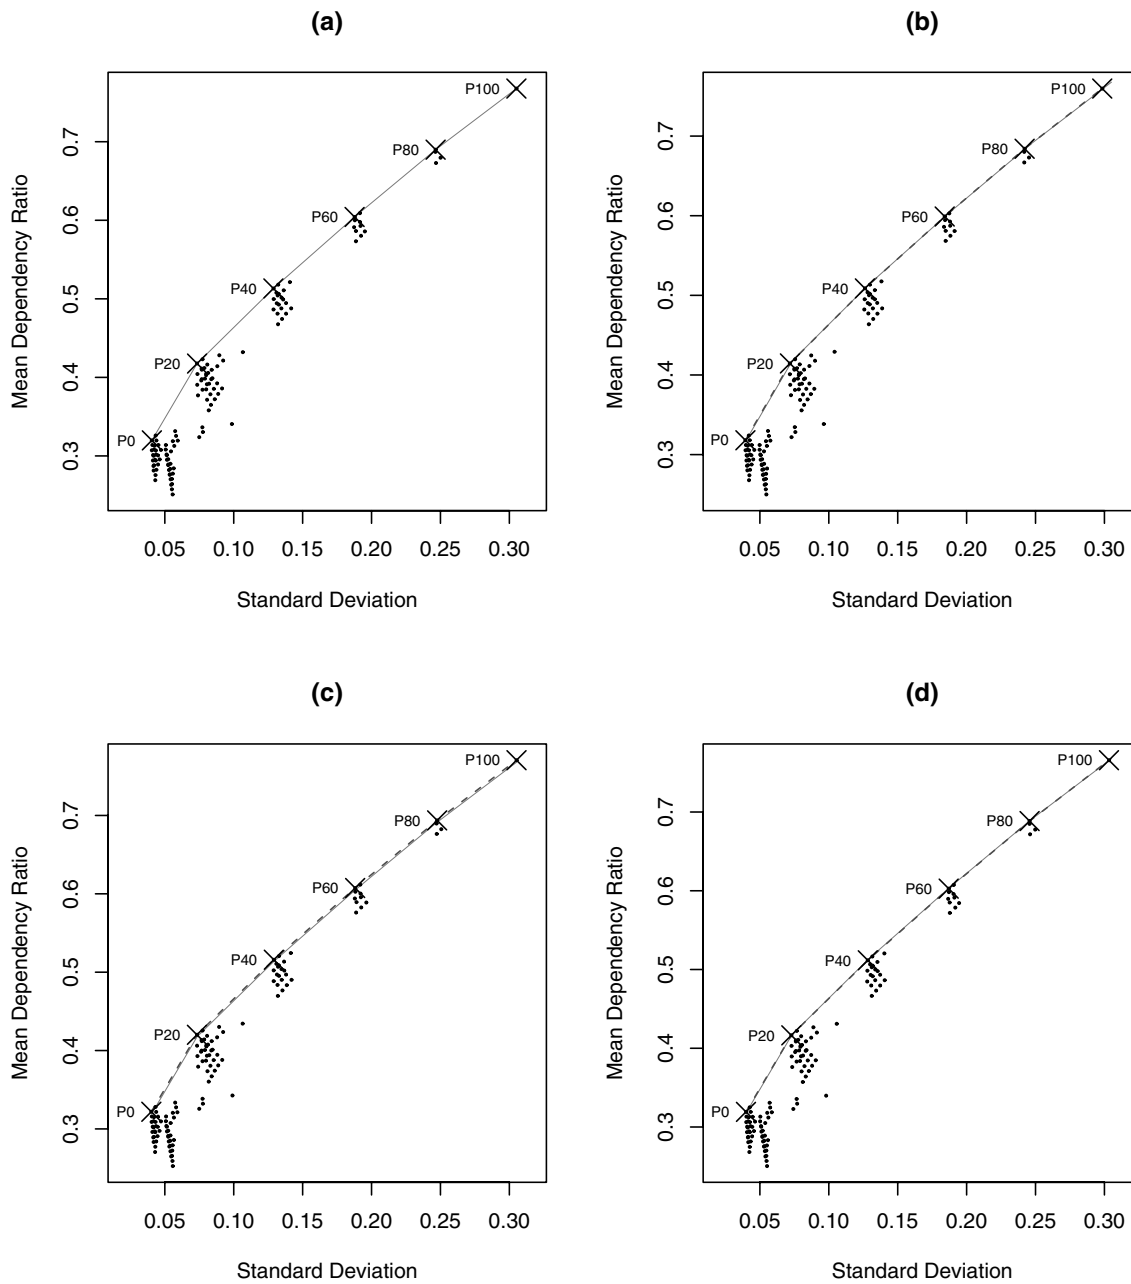 (a)
Mean Dependency Ratio
0.7
0.6
0.5
0.4
0.3
P100
P80
P60
P40
P20
P0
0.05 0.10 0.15 0.20 0.25 0.30
Standard Deviation
(b)
Mean Dependency Ratio
0.7
0.6
0.5
0.4
0.3
P100
P80
P60
P40
P20
P0
0.05 0.10 0.15 0.20 0.25 0.30
Standard Deviation
(c)
Mean Dependency Ratio
0.7
0.6
0.5
0.4
0.3
P100
P80
P60
P40
P20
P0
0.05 0.10 0.15 0.20 0.25 0.30
Standard Deviation
(d)
Mean Dependency Ratio
0.7
0.6
0.5
0.4
0.3
P100
P80
P60
P40
P20
P0
0.05 0.10 0.15 0.20 0.25 0.30
Standard Deviation